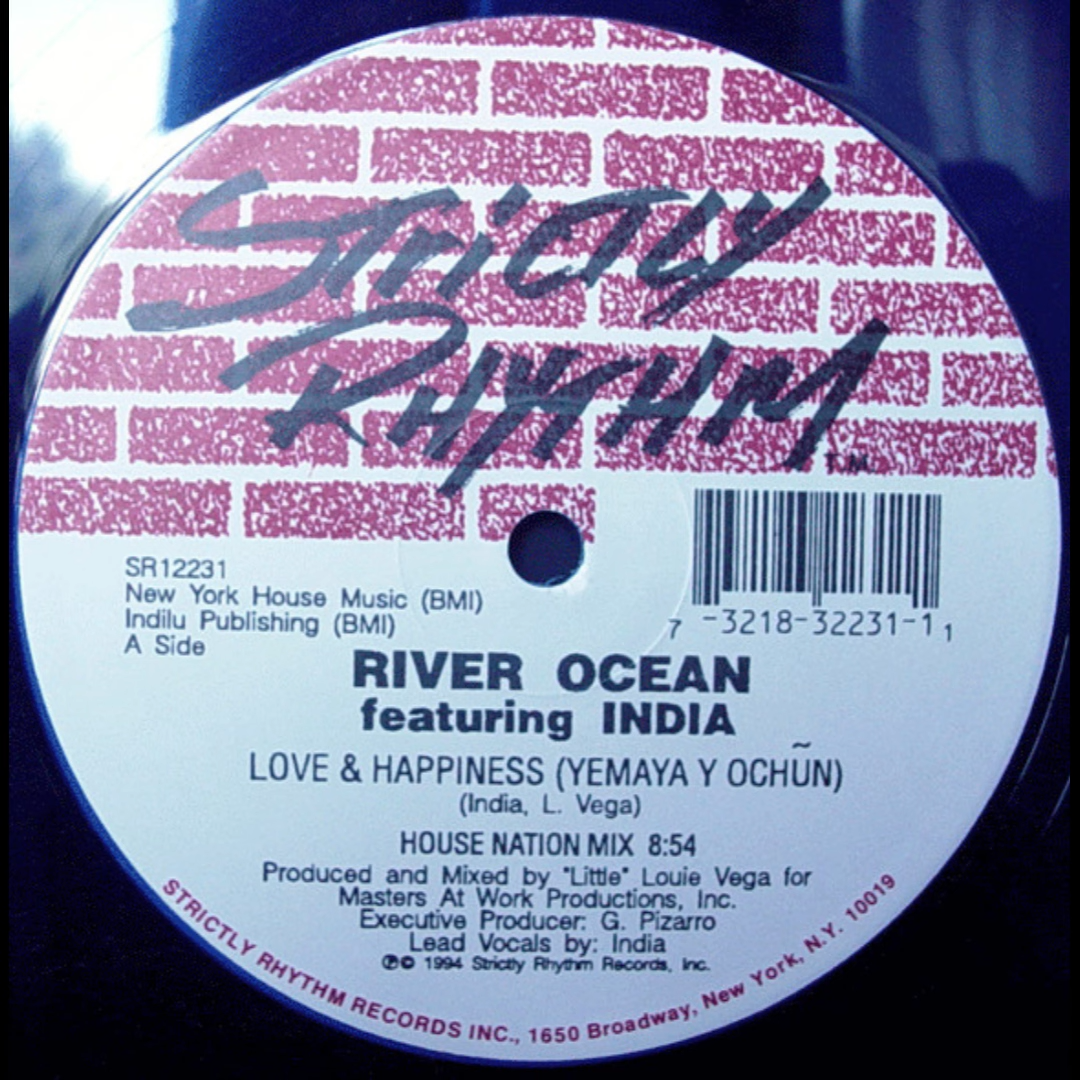 STRICTLY
RHYTHM
T.M.
SR12231
New York House Music (BMI)
Indilu Publishing (BMI)
A Side
7 -3218-32231-1 1
RIVER OCEAN
featuring INDIA
LOVE & HAPPINESS (YEMAYA Y OCHŨN)
(India, L. Vega)
HOUSE NATION MIX 8:54
Produced and Mixed by "Little" Louie Vega for
Masters At Work Productions, Inc.
Executive Producer: G. Pizarro
Lead Vocals by: India
℗© 1994 Strictly Rhythm Records, Inc.
STRICTLY RHYTHM RECORDS INC., 1650 Broadway, New York, N.Y. 10019